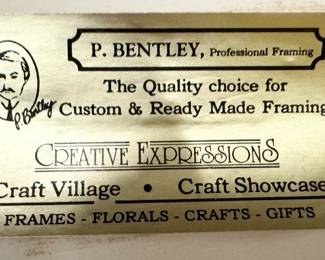 P. BENTLEY, Professional Framing
P. Bentley
The Quality choice for
Custom & Ready Made Framing
CREATIVE EXPRESSIONS
Craft Village • Craft Showcase
FRAMES - FLORALS - CRAFTS - GIFTS